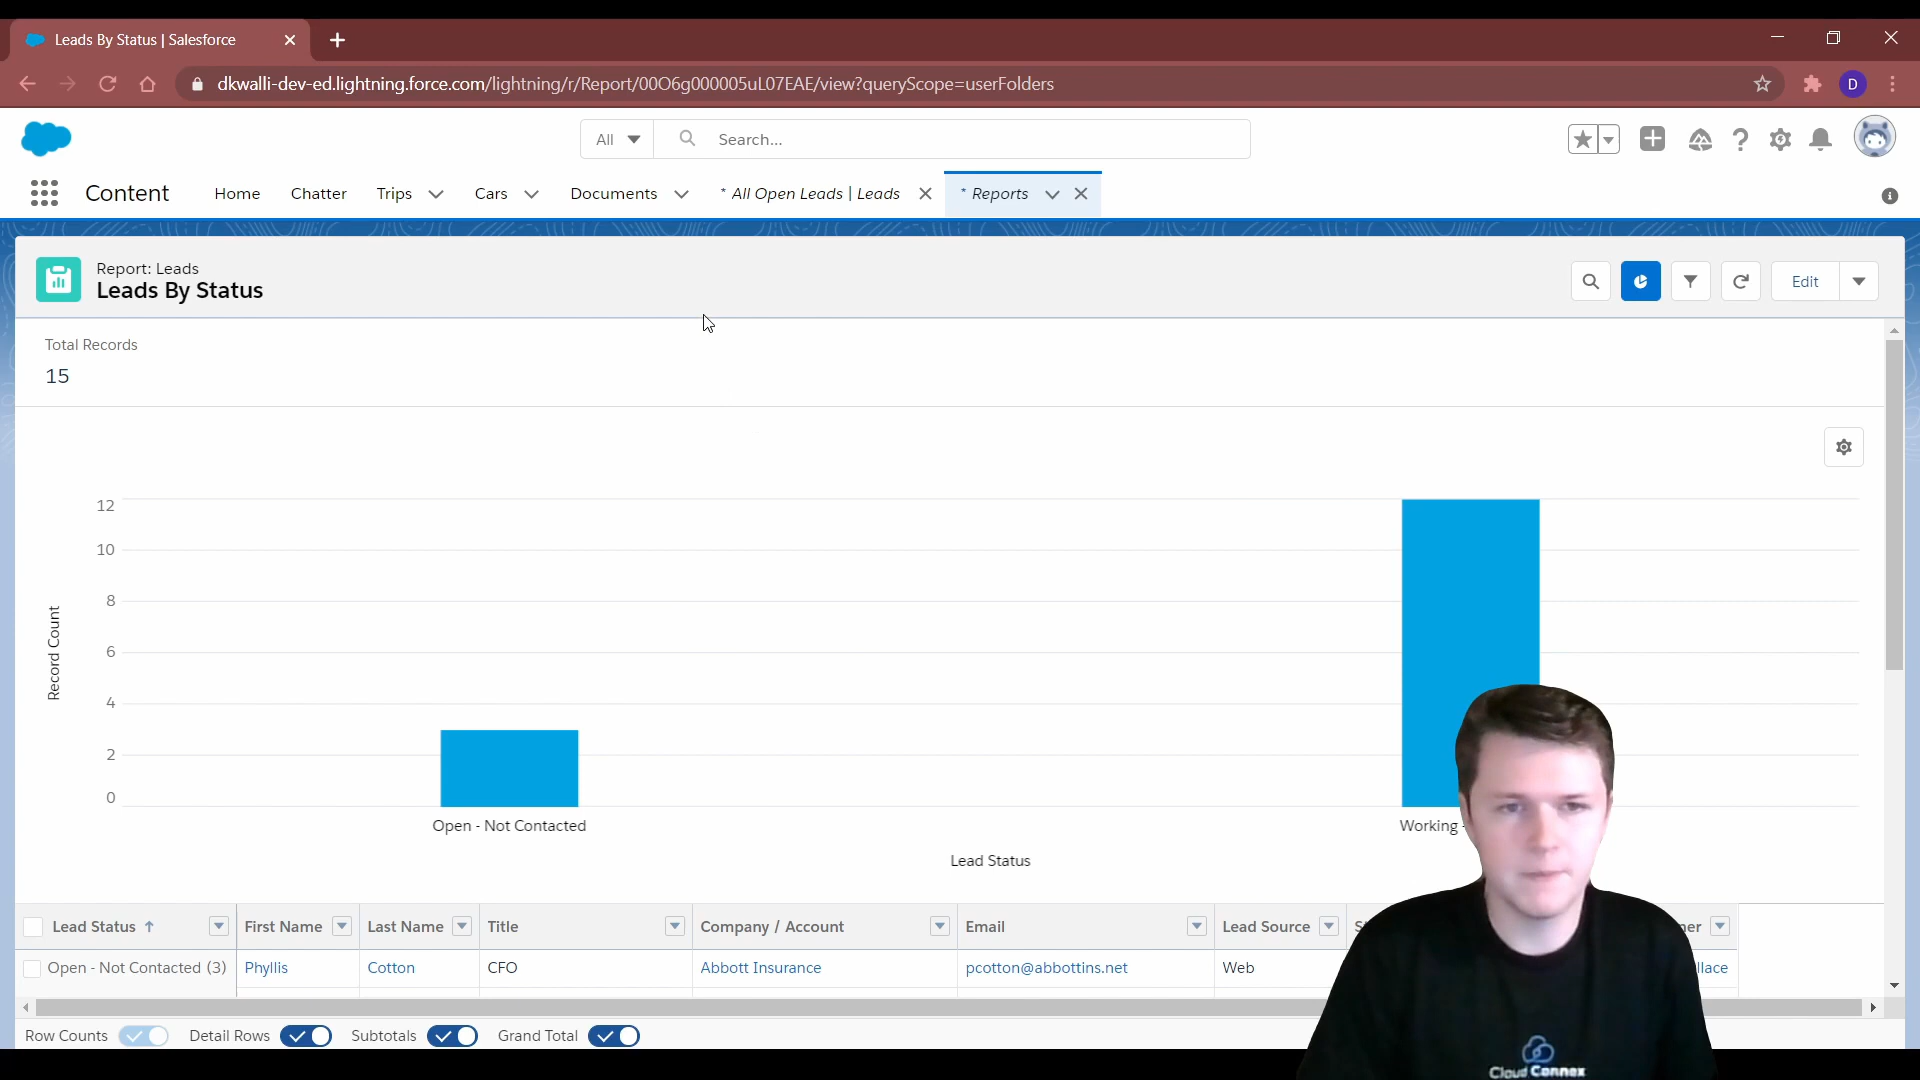 Leads By Status | Salesforce
dkwalli-dev-ed.lightning.force.com/lightning/r/Report/00O6g000005uL07EAE/view?queryScope=userFolders
D
All
Search...
Content
Home
Chatter
Trips
Cars
Documents
* All Open Leads | Leads
* Reports
Report: Leads
Leads By Status
Edit
Total Records
15
12
10
8
6
4
2
0
Record Count
Open - Not Contacted
Working -
Lead Status
Lead Status ↑
First Name
Last Name
Title
Company / Account
Email
Lead Source
Open - Not Contacted (3)
Phyllis
Cotton
CFO
Abbott Insurance
pcotton@abbottins.net
Web
Row Counts
Detail Rows
Subtotals
Grand Total
Cloud Connex